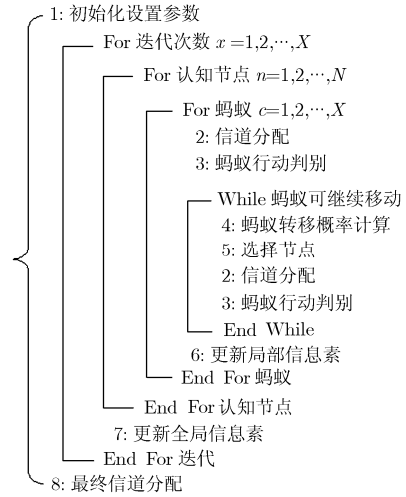 1: 初始化设置参数
For 迭代次数 x =1,2,···,X
For 认知节点 n=1,2,···,N
For 蚂蚁 c=1,2,···,X
2: 信道分配
3: 蚂蚁行动判别
While 蚂蚁可继续移动
4: 蚂蚁转移概率计算
5: 选择节点
2: 信道分配
3: 蚂蚁行动判别
End While
6: 更新局部信息素
End For 蚂蚁
End For 认知节点
7: 更新全局信息素
End For 迭代
8: 最终信道分配